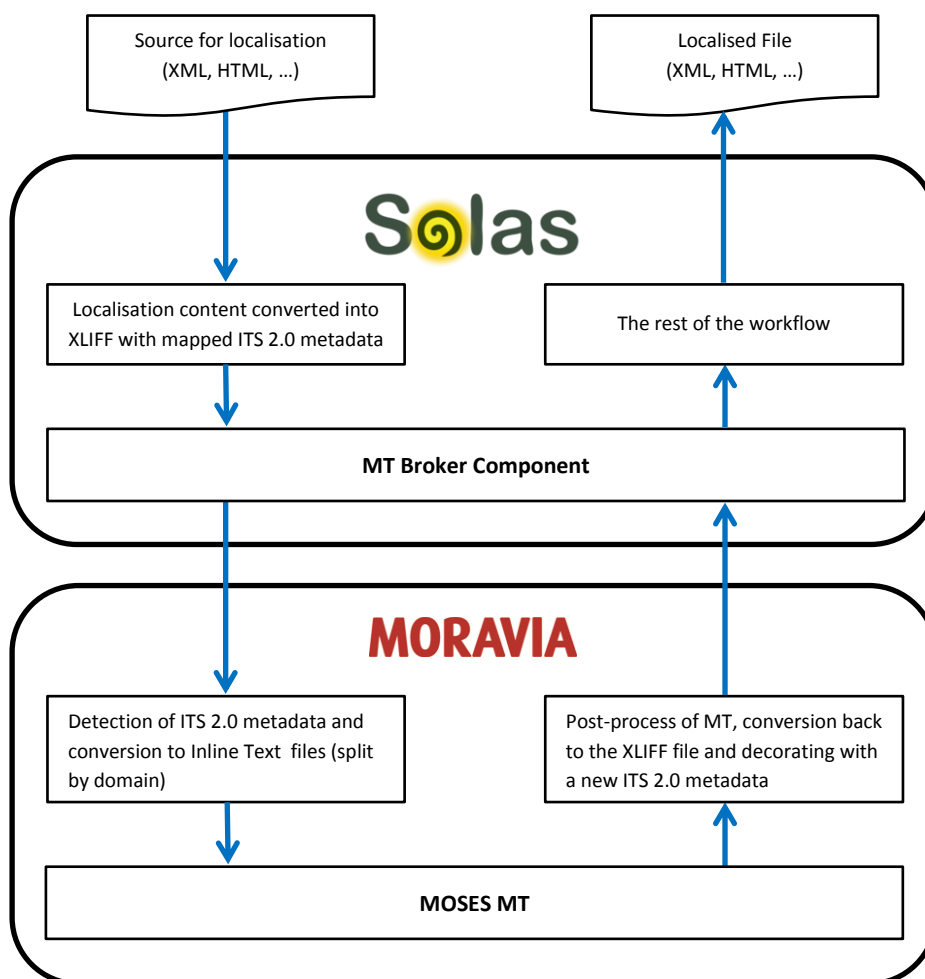 Source for localisation
(XML, HTML, …)
Localised File
(XML, HTML, …)
Solas
Localisation content converted into
XLIFF with mapped ITS 2.0 metadata
The rest of the workflow
MT Broker Component
MORAVIA
Detection of ITS 2.0 metadata and
conversion to Inline Text files (split
by domain)
Post-process of MT, conversion back
to the XLIFF file and decorating with
a new ITS 2.0 metadata
MOSES MT